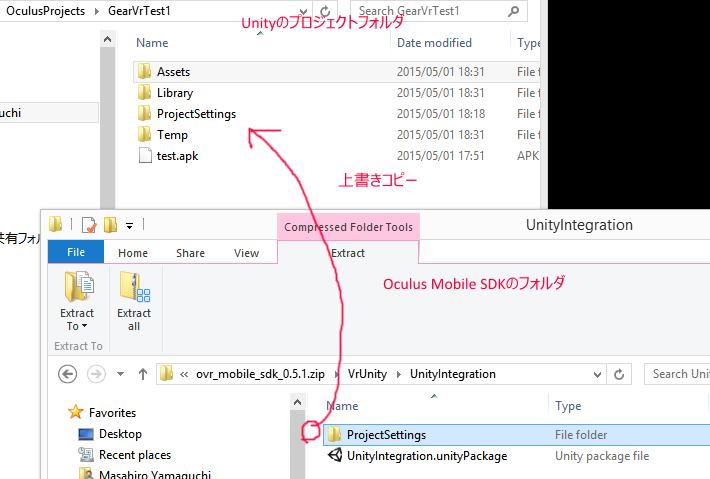 OculusProjects GearVrTest1 Search GearVrTest1
Unityのプロジェクトフォルダ
Name Date modified Type
Assets 2015/05/01 18:31 File f
Library 2015/05/01 18:31 File f
uchi
ProjectSettings 2015/05/01 18:18 File f
Temp 2015/05/01 18:31 File f
test.apk 2015/05/01 17:51 APK
上書きコピー
共有フォル
Compressed Folder Tools UnityIntegration
File Home Share View Extract
Oculus Mobile SDKのフォルダ
Extract To Extract all
Extract To
ovr_mobile_sdk_0.5.1.zip VrUnity UnityIntegration Search Uni
Name Type
Favorites
Desktop ProjectSettings File folder
Recent places UnityIntegration.unityPackage Unity package file
Masahiro Yamaguchi